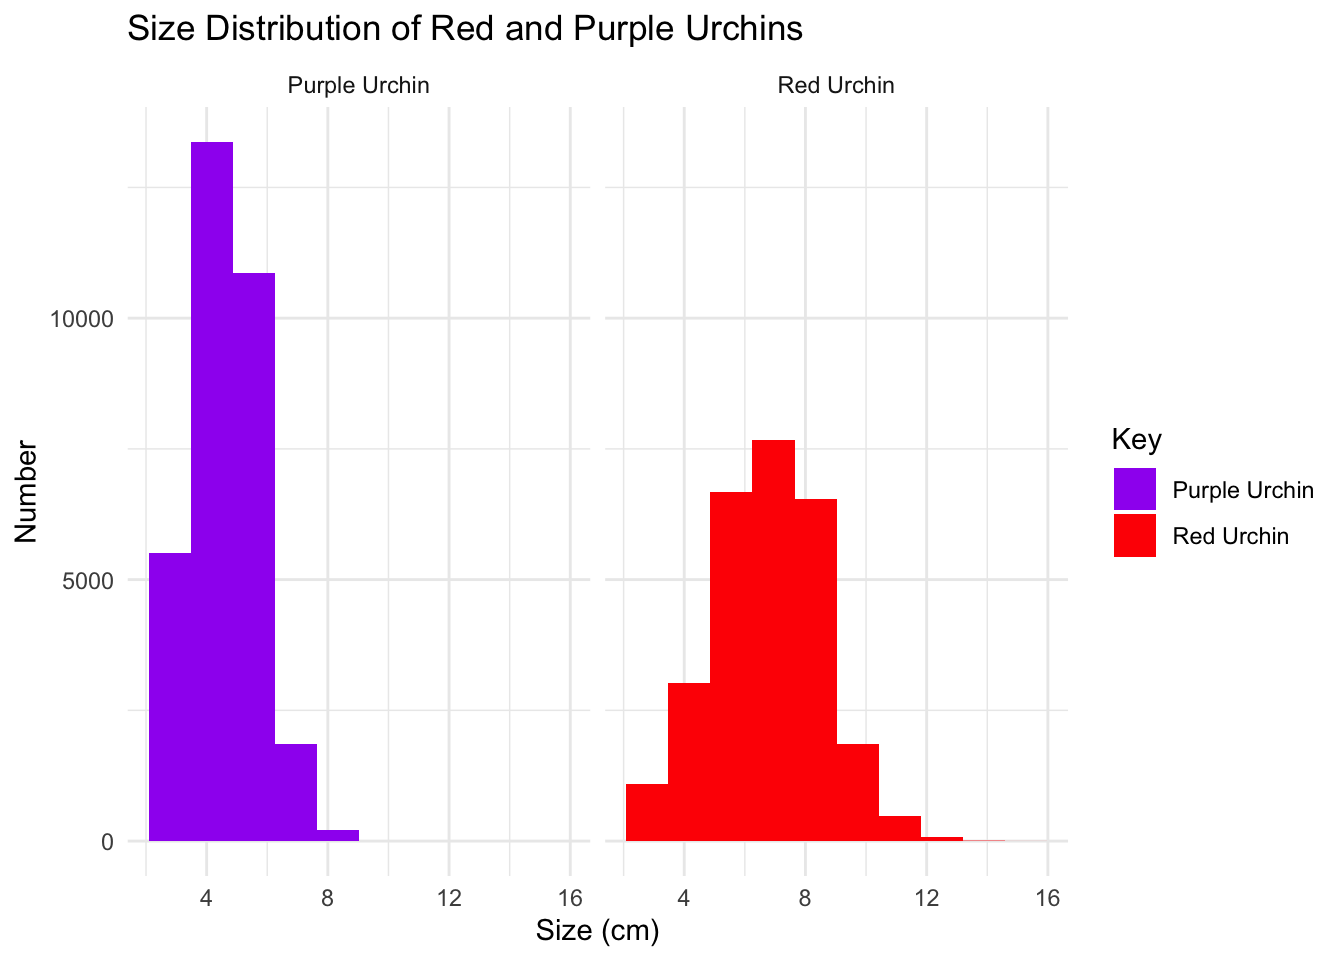 Size Distribution of Red and Purple Urchins
Purple Urchin
Red Urchin
Number
10000
5000
0
4
8
12
16
4
8
12
16
Size (cm)
Key
Purple Urchin
Red Urchin